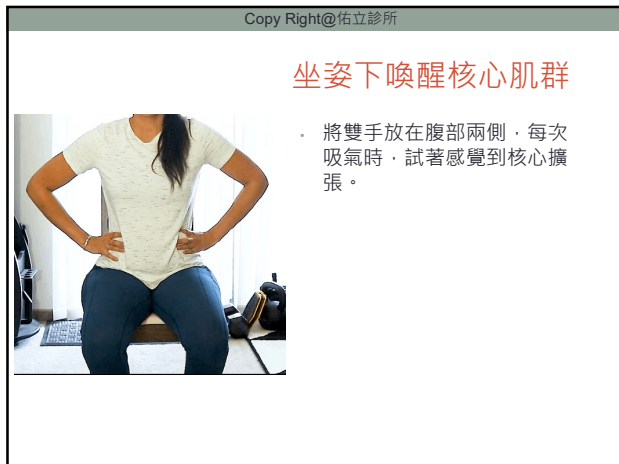 Copy Right@佑立診所
坐姿下喚醒核心肌群
• 將雙手放在腹部兩側，每次
吸氣時，試著感覺到核心擴
張。